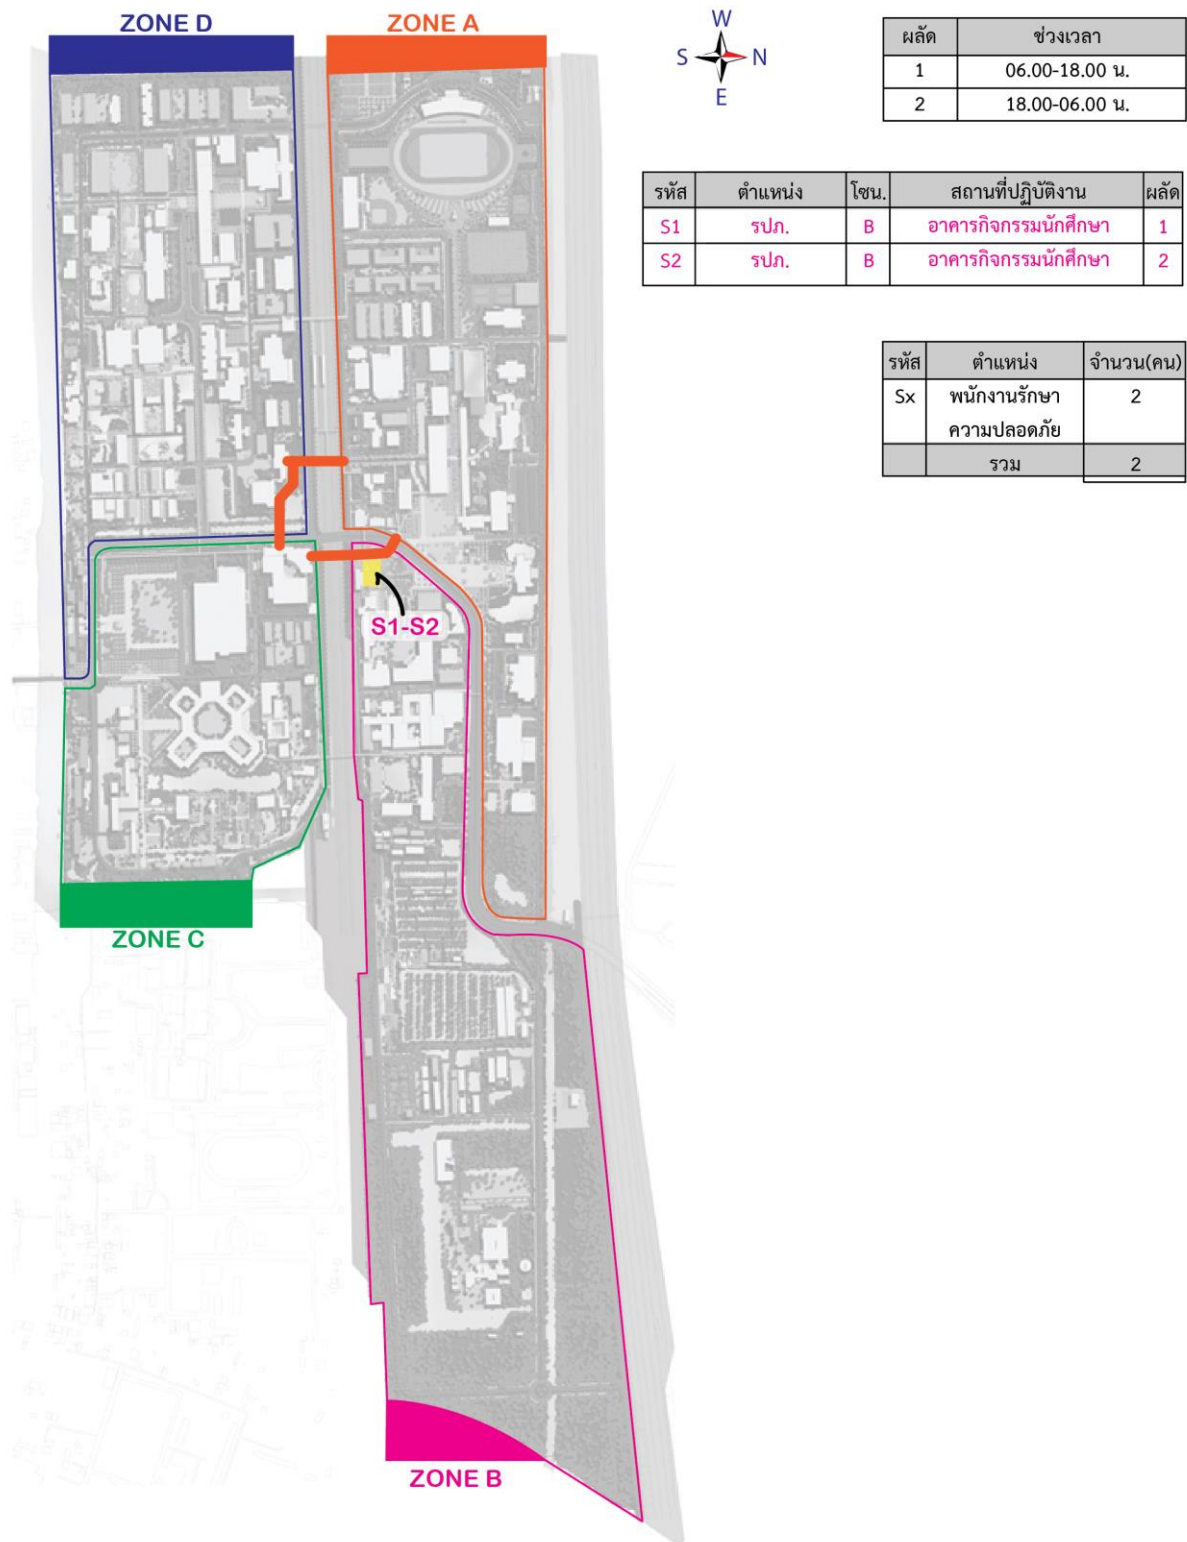 ZONE D
ZONE A
W
S N
E
ผลัด ช่วงเวลา
1 06.00-18.00 น.
2 18.00-06.00 น.
รหัส ตำแหน่ง โซน. สถานที่ปฏิบัติงาน ผลัด
S1 รปภ. B อาคารกิจกรรมนักศึกษา 1
S2 รปภ. B อาคารกิจกรรมนักศึกษา 2
รหัส ตำแหน่ง จำนวน(คน)
Sx พนักงานรักษา 2
ความปลอดภัย
รวม 2
S1-S2
ZONE C
ZONE B